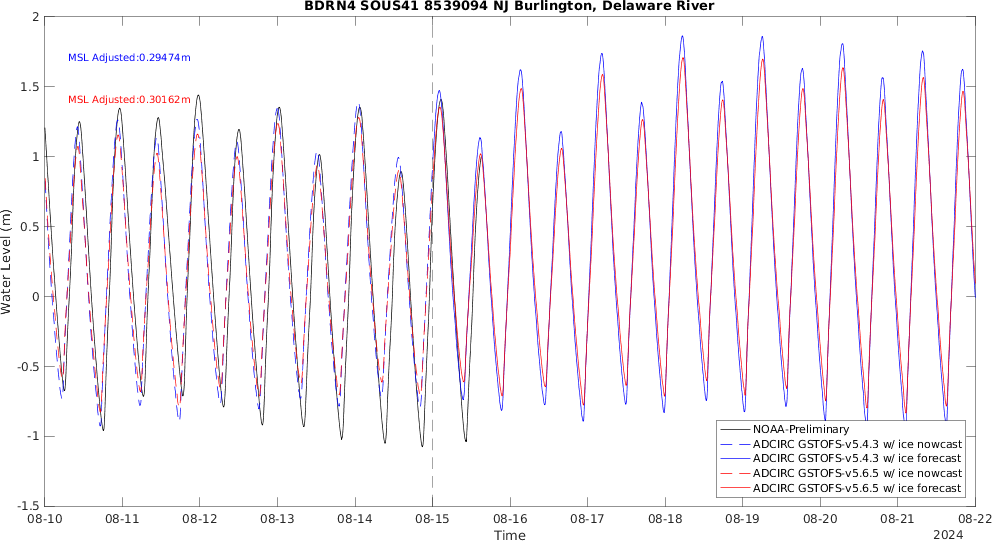 BDRN4 SOUS41 8539094 NJ Burlington, Delaware River
2
1.5
1
0.5
0
-0.5
-1
-1.5
Water Level (m)
MSL Adjusted:0.29474m
MSL Adjusted:0.30162m
NOAA-Preliminary
ADCIRC GSTOFS-v5.4.3 w/ ice nowcast
ADCIRC GSTOFS-v5.4.3 w/ ice forecast
ADCIRC GSTOFS-v5.6.5 w/ ice nowcast
ADCIRC GSTOFS-v5.6.5 w/ ice forecast
08-10 08-11 08-12 08-13 08-14 08-15 08-16 08-17 08-18 08-19 08-20 08-21 08-22
Time
2024